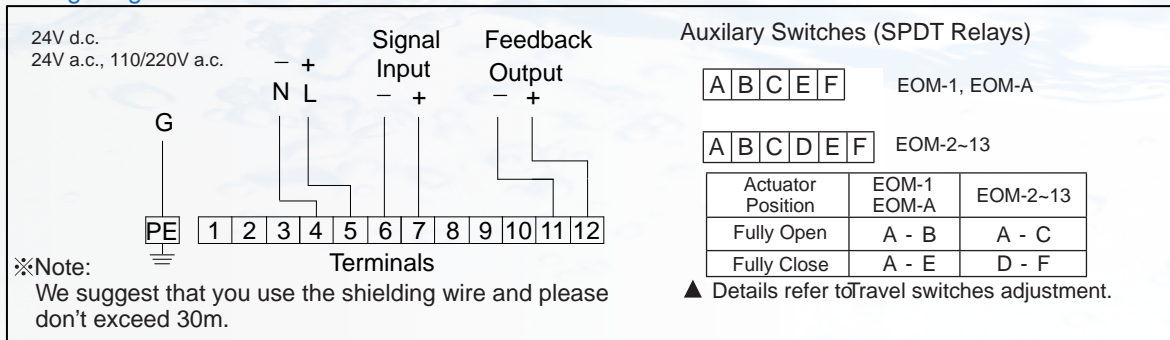 24V d.c.
24V a.c., 110/220V a.c.
G
− +
N L
Signal
Input
− +
Feedback
Output
− +
PE 1 2 3 4 5 6 7 8 9 10 11 12
Terminals
※Note:
We suggest that you use the shielding wire and please
don't exceed 30m.
Auxilary Switches (SPDT Relays)
A B C E F EOM-1, EOM-A
A B C D E F EOM-2~13
Actuator Position EOM-1 EOM-A EOM-2~13
Fully Open A - B A - C
Fully Close A - E D - F
▲ Details refer toTravel switches adjustment.